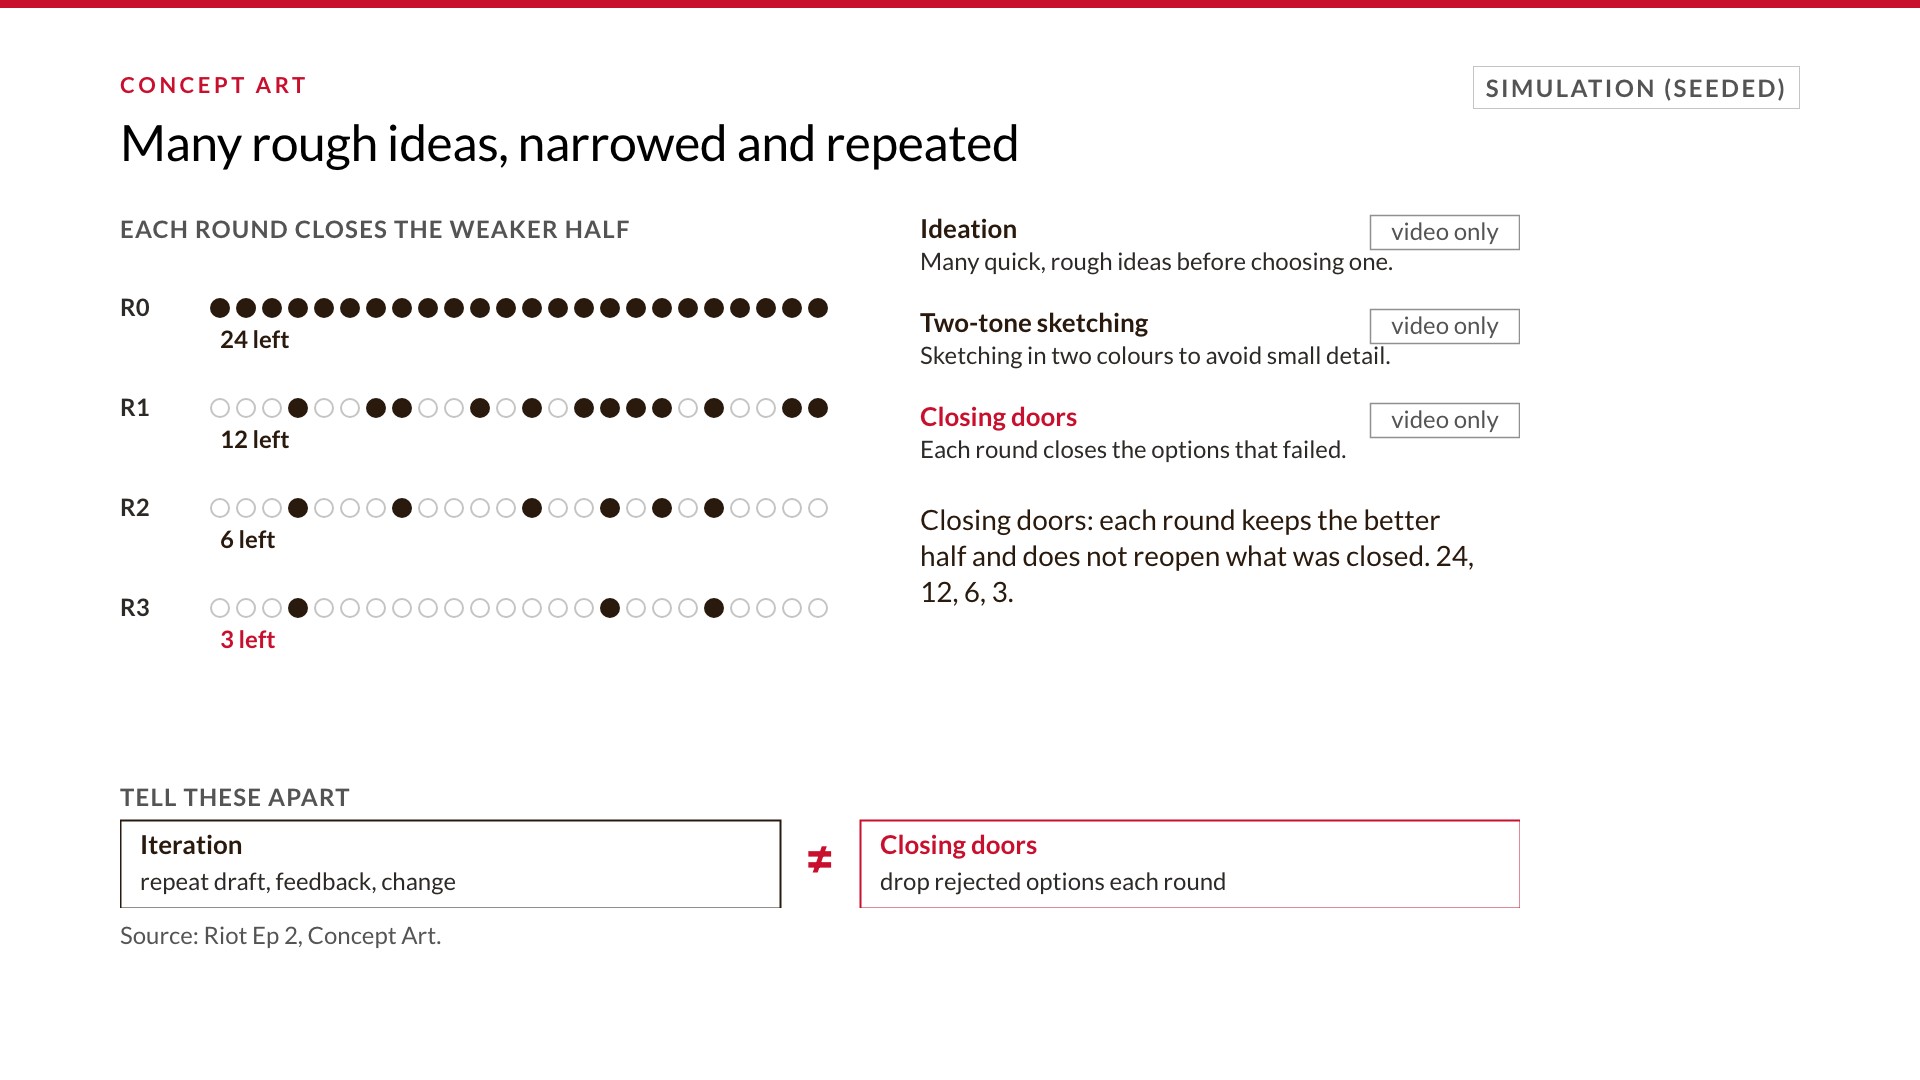 CONCEPT ART
SIMULATION (SEEDED)
Many rough ideas, narrowed and repeated
EACH ROUND CLOSES THE WEAKER HALF
R0
24 left
R1
12 left
R2
6 left
R3
3 left
Ideation
video only
Many quick, rough ideas before choosing one.
Two-tone sketching
video only
Sketching in two colours to avoid small detail.
Closing doors
video only
Each round closes the options that failed.
Closing doors: each round keeps the better
half and does not reopen what was closed. 24,
12, 6, 3.
TELL THESE APART
Iteration
repeat draft, feedback, change
≠
Closing doors
drop rejected options each round
Source: Riot Ep 2, Concept Art.